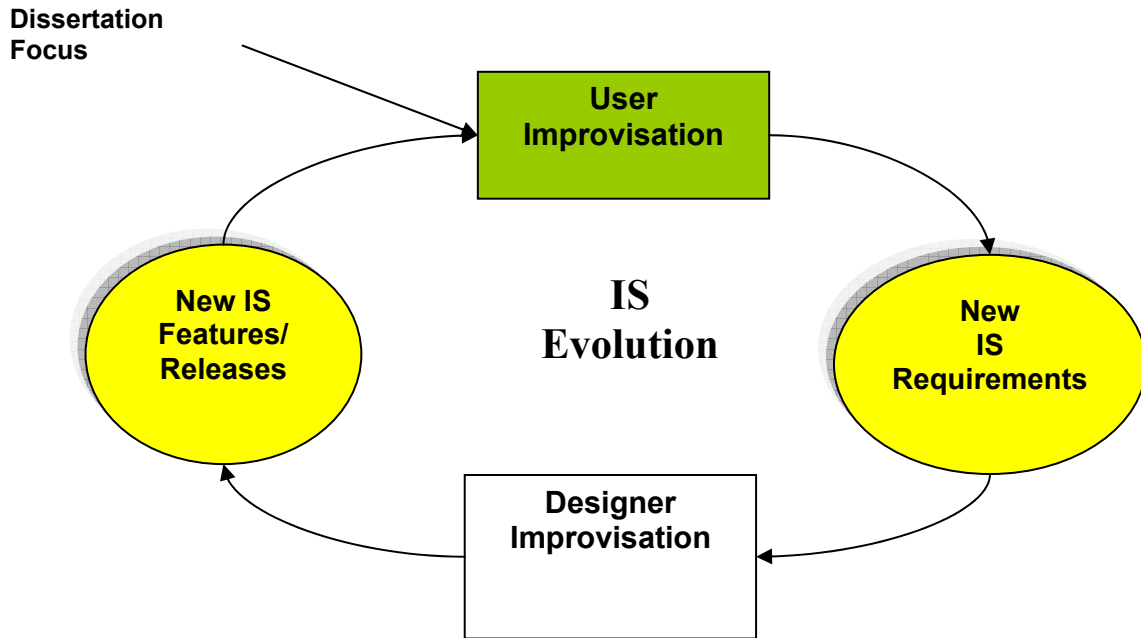 Dissertation
Focus
User
Improvisation
New IS
Features/
Releases
IS
Evolution
New
IS
Requirements
Designer
Improvisation